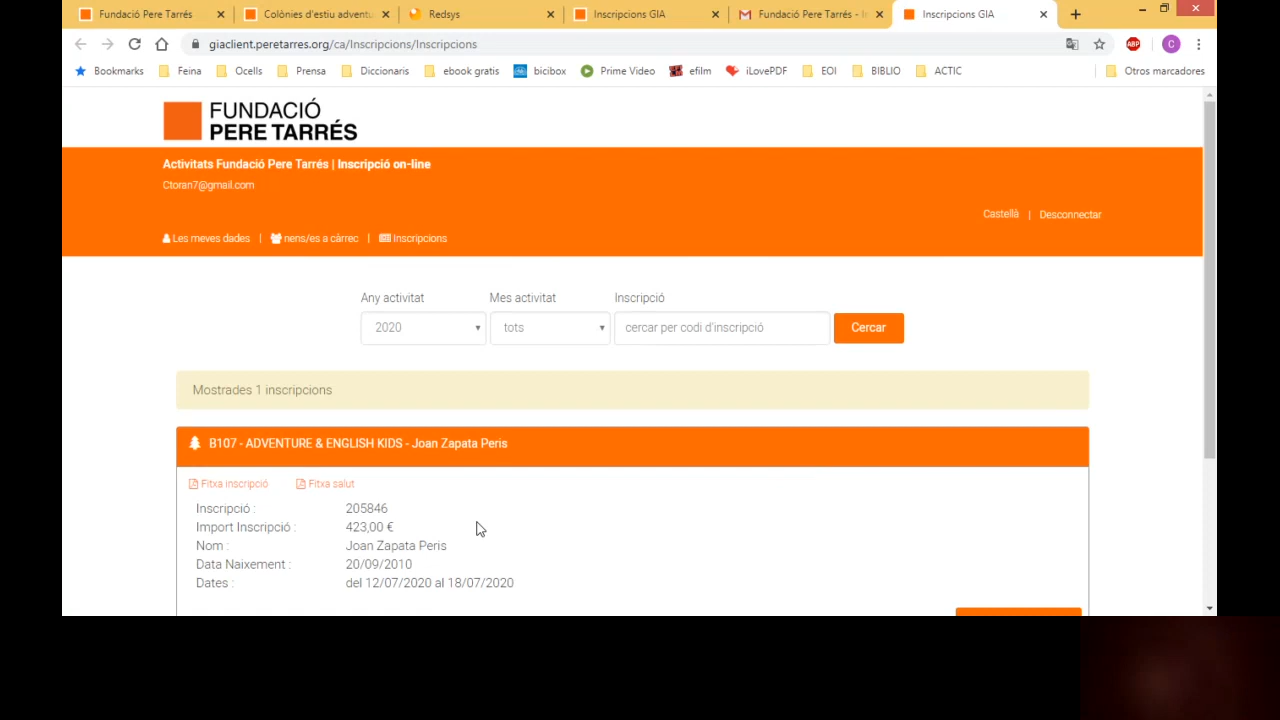 Fundació Pere Tarrés
Colònies d'estiu adventu
Redsys
Inscripcions GIA
Fundació Pere Tarrés - I
Inscripcions GIA
giaclient.peretarres.org/ca/Inscripcions/Inscripcions
ABP
C
Bookmarks
Feina
Ocells
Prensa
Diccionaris
ebook gratis
bicibox
Prime Video
efilm
iLovePDF
EOI
BIBLIO
ACTIC
Otros marcadores
FUNDACIÓ
PERE TARRÉS
Activitats Fundació Pere Tarrés | Inscripció on-line
Ctoran7@gmail.com
Castellà | Desconnectar
Les meves dades | nens/es a càrrec | Inscripcions
Any activitat Mes activitat Inscripció
2020 tots cercar per codi d'inscripció Cercar
Mostrades 1 inscripcions
B107 - ADVENTURE & ENGLISH KIDS - Joan Zapata Peris
Fitxa inscripció Fitxa salut
Inscripció : 205846
Import Inscripció : 423,00 €
Nom : Joan Zapata Peris
Data Naixement : 20/09/2010
Dates : del 12/07/2020 al 18/07/2020